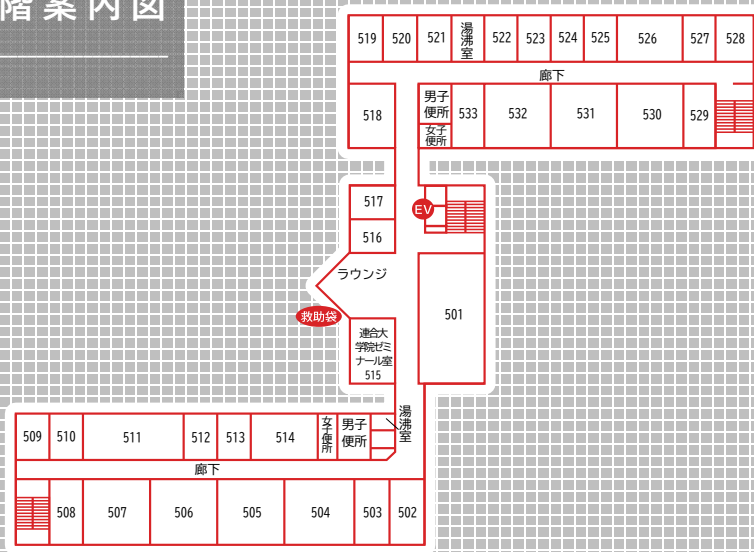 階案内図
519 520 521 湯沸室 522 523 524 525 526 527 528
廊下
518 男子便所 女子便所 533 532 531 530 529
517
EV
516
ラウンジ
救助袋
501
連合大
学院ゼミ
ナール室
515
509 510 511 512 513 514 女子便所 男子便所 湯沸室
廊下
508 507 506 505 504 503 502